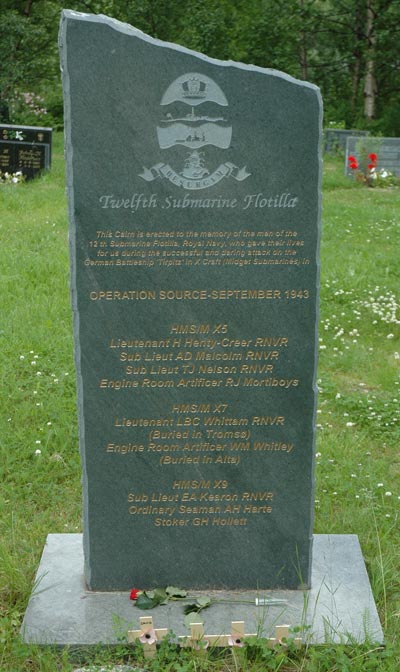 RESURGAM
Twelfth Submarine Flotilla
This Cairn is erected to the memory of the men of the
12 th Submarine Flotilla, Royal Navy, who gave their lives
for us during the successful and daring attack on the
German Battleship 'Tirpitz' in X-Craft (Midget Submarines) in
OPERATION SOURCE-SEPTEMBER 1943
HMS/M X5
Lieutenant H Henty-Creer RNVR
Sub Lieut AD Malcolm RNVR
Sub Lieut TJ Nelson RNVR
Engine Room Artificer RJ Mortiboys
HMS/M X7
Lieutenant LBC Whittam RNVR
(Buried in Tromsø)
Engine Room Artificer WM Whitley
(Buried in Alta)
HMS/M X9
Sub Lieut EA Kearon RNVR
Ordinary Seaman AH Harte
Stoker GH Hollett